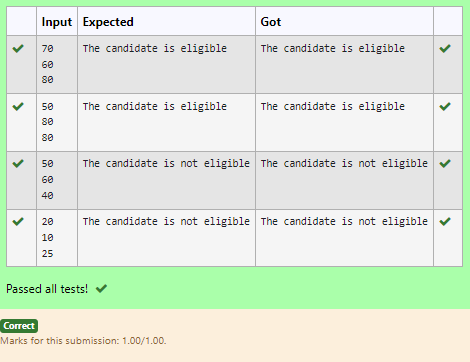 Input Expected Got
70 The candidate is eligible The candidate is eligible
60
80
50 The candidate is eligible The candidate is eligible
80
80
50 The candidate is not eligible The candidate is not eligible
60
40
20 The candidate is not eligible The candidate is not eligible
10
25
Passed all tests!
Correct
Marks for this submission: 1.00/1.00.